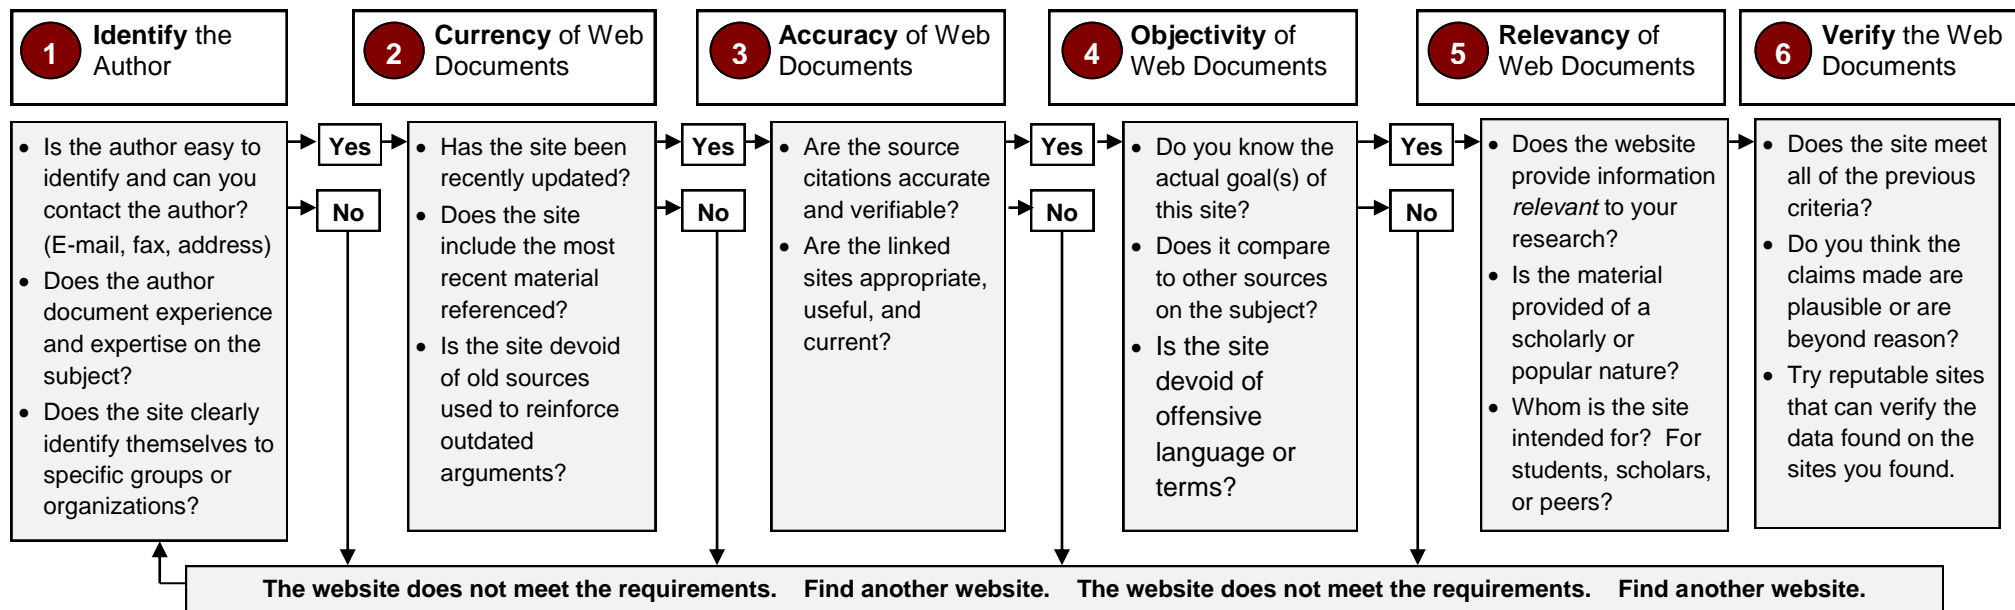 1 Identify the
Author
2 Currency of Web
Documents
3 Accuracy of Web
Documents
4 Objectivity of
Web Documents
5 Relevancy of
Web Documents
6 Verify the Web
Documents
• Is the author easy to
identify and can you
contact the author?
(E-mail, fax, address)
• Does the author
document experience
and expertise on the
subject?
• Does the site clearly
identify themselves to
specific groups or
organizations?
Yes
No
• Has the site been
recently updated?
• Does the site
include the most
recent material
referenced?
• Is the site devoid
of old sources
used to reinforce
outdated
arguments?
Yes
No
• Are the source
citations accurate
and verifiable?
• Are the linked
sites appropriate,
useful, and
current?
Yes
No
• Do you know the
actual goal(s) of
this site?
• Does it compare
to other sources
on the subject?
• Is the site
devoid of
offensive
language or
terms?
Yes
No
• Does the website
provide information
relevant to your
research?
• Is the material
provided of a
scholarly or
popular nature?
• Whom is the site
intended for? For
students, scholars,
or peers?
• Does the site meet
all of the previous
criteria?
• Do you think the
claims made are
plausible or are
beyond reason?
• Try reputable sites
that can verify the
data found on the
sites you found.
The website does not meet the requirements. Find another website. The website does not meet the requirements. Find another website.